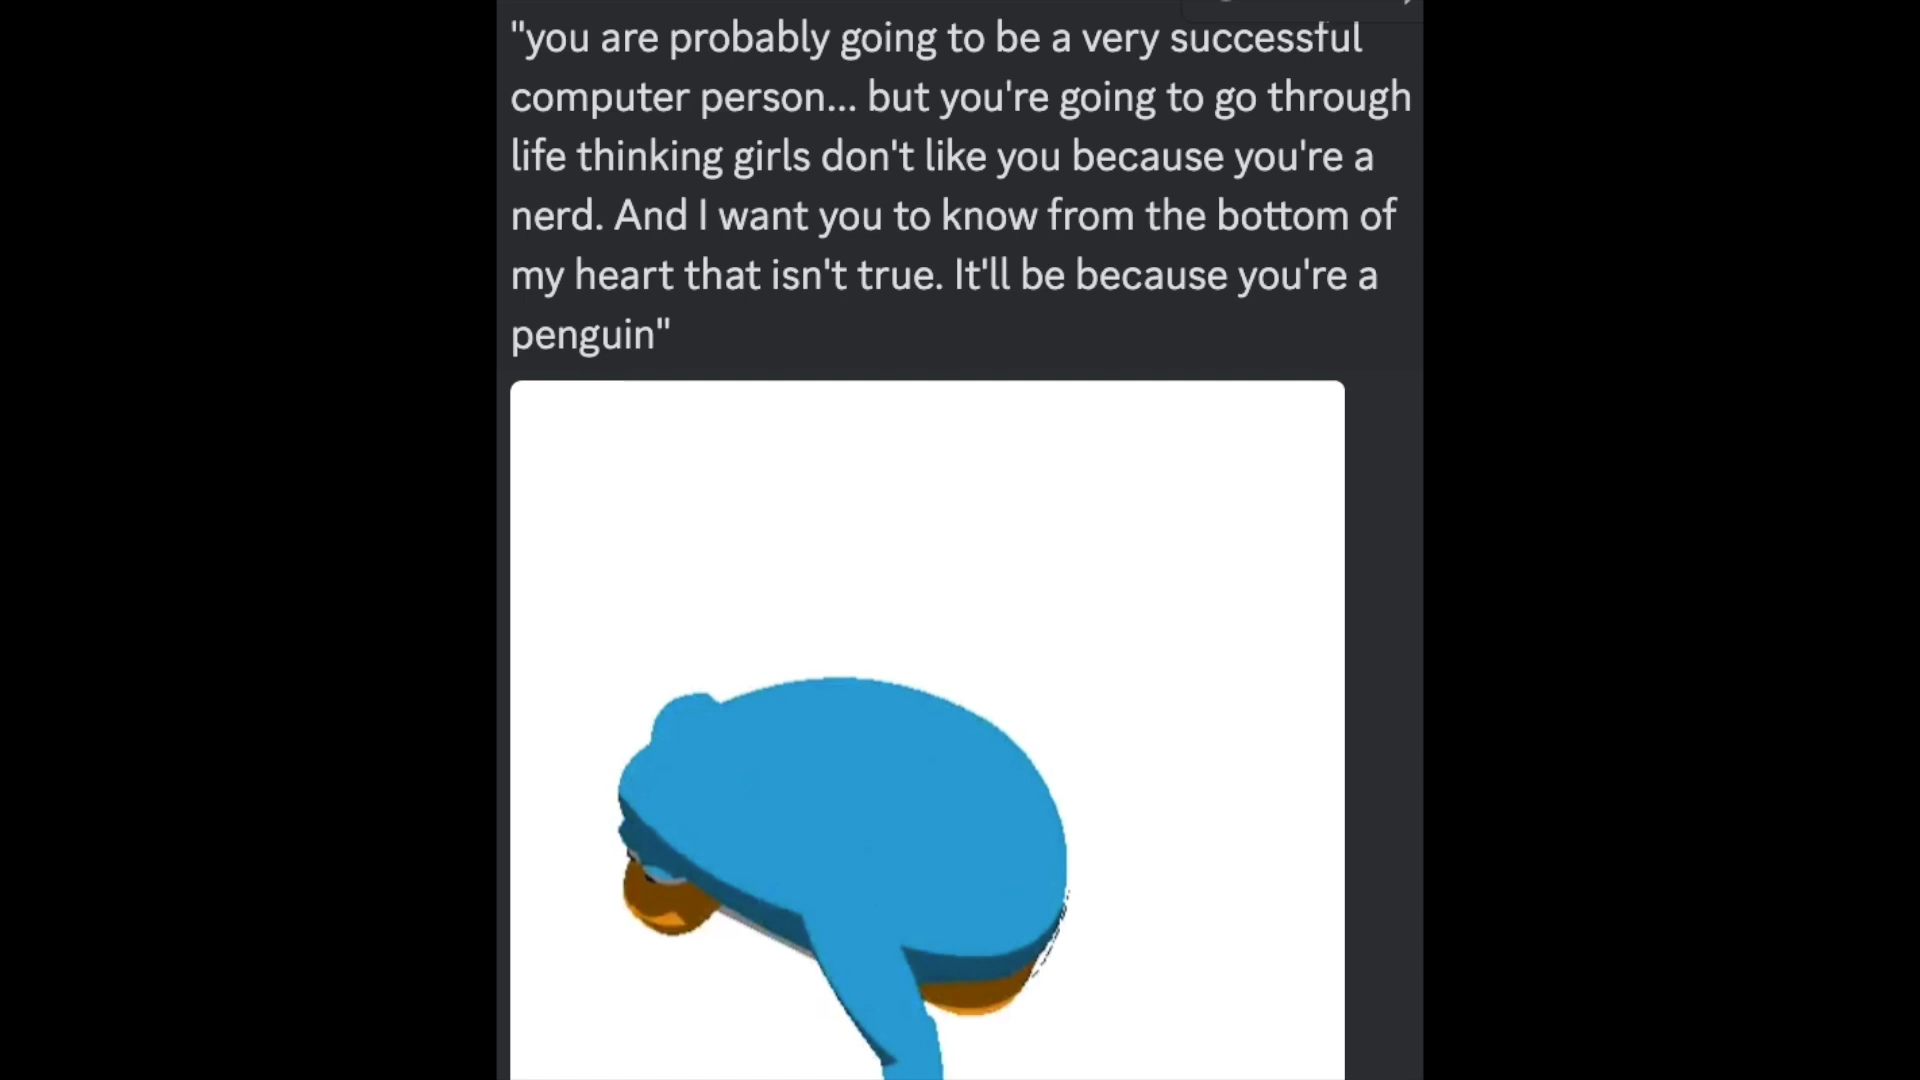 "you are probably going to be a very successful
computer person... but you're going to go through
life thinking girls don't like you because you're a
nerd. And I want you to know from the bottom of
my heart that isn't true. It'll be because you're a
penguin"